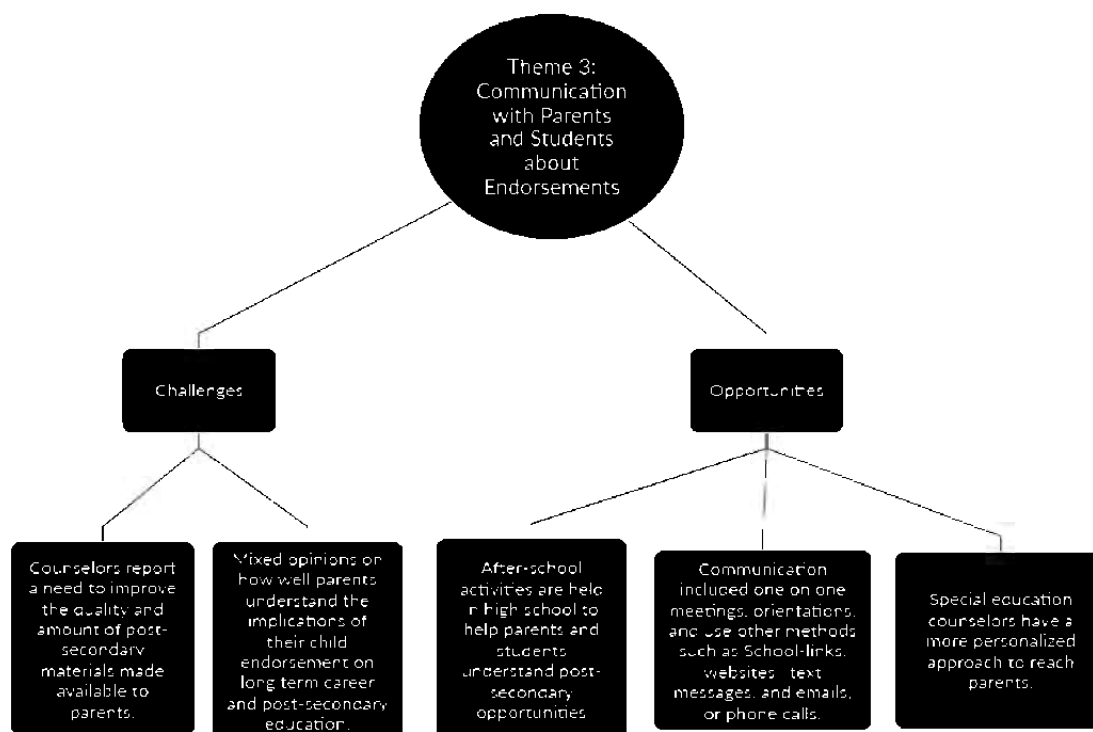 Theme 3:
Communication
with Parents
and Students
about
Endorsements
Challenges
Opportunities
Counselors report
a need to improve
the quality and
amount of post-
secondary
materials made
available to
parents.
Mixed opinions on
how well parents
understand the
implications of
their child
endorsement on
long term career
and post-secondary
education.
After-school
activities are held
in high school to
help parents and
students
understand post-
secondary
opportunities
Communication
included one on one
meetings, orientations,
and use other methods
such as School-links,
websites, text
messages, and emails,
or phone calls.
Special education
counselors have a
more personalized
approach to reach
parents.